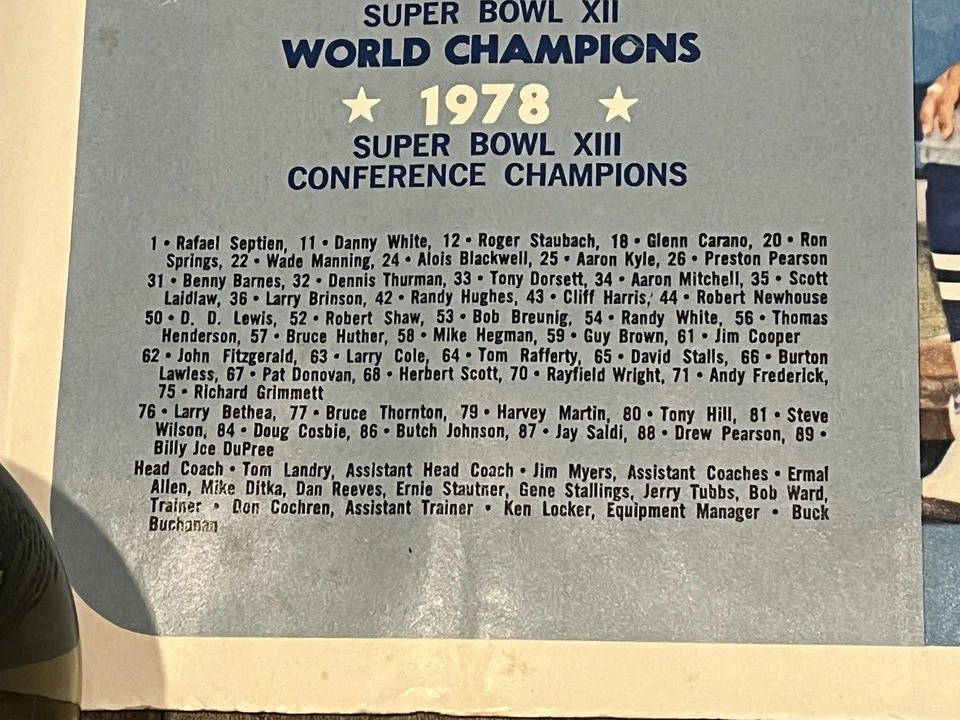 SUPER BOWL XII
WORLD CHAMPIONS
★ 1978 ★
SUPER BOWL XIII
CONFERENCE CHAMPIONS
1 • Rafael Septien, 11 • Danny White, 12 • Roger Staubach, 18 • Glenn Carano, 20 • Ron
Springs, 22 • Wade Manning, 24 • Alois Blackwell, 25 • Aaron Kyle, 26 • Preston Pearson
31 • Benny Barnes, 32 • Dennis Thurman, 33 • Tony Dorsett, 34 • Aaron Mitchell, 35 • Scott
Laidlaw, 36 • Larry Brinson, 42 • Randy Hughes, 43 • Cliff Harris, 44 • Robert Newhouse
50 • D. D. Lewis, 52 • Robert Shaw, 53 • Bob Breunig, 54 • Randy White, 56 • Thomas
Henderson, 57 • Bruce Huther, 58 • Mike Hegman, 59 • Guy Brown, 61 • Jim Cooper
62 • John Fitzgerald, 63 • Larry Cole, 64 • Tom Rafferty, 65 • David Stalls, 66 • Burton
Lawless, 67 • Pat Donovan, 68 • Herbert Scott, 70 • Rayfield Wright, 71 • Andy Frederick,
75 • Richard Grimmett
76 • Larry Bethea, 77 • Bruce Thornton, 79 • Harvey Martin, 80 • Tony Hill, 81 • Steve
Wilson, 84 • Doug Cosbie, 86 • Butch Johnson, 87 • Jay Saldi, 88 • Drew Pearson, 89 •
Billy Joe DuPree
Head Coach • Tom Landry, Assistant Head Coach • Jim Myers, Assistant Coaches • Ermal
Allen, Mike Ditka, Dan Reeves, Ernie Stautner, Gene Stallings, Jerry Tubbs, Bob Ward,
Trainer • Don Cochren, Assistant Trainer • Ken Locker, Equipment Manager • Buck
Buchanan